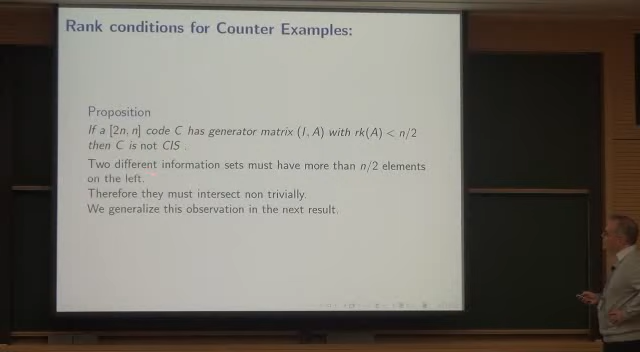 Rank conditions for Counter Examples:
Proposition
If a [2n, n] code C has generator matrix (I, A) with rk(A) < n/2
then C is not CIS .
Two different information sets must have more than n/2 elements
on the left.
Therefore they must intersect non trivially.
We generalize this observation in the next result.